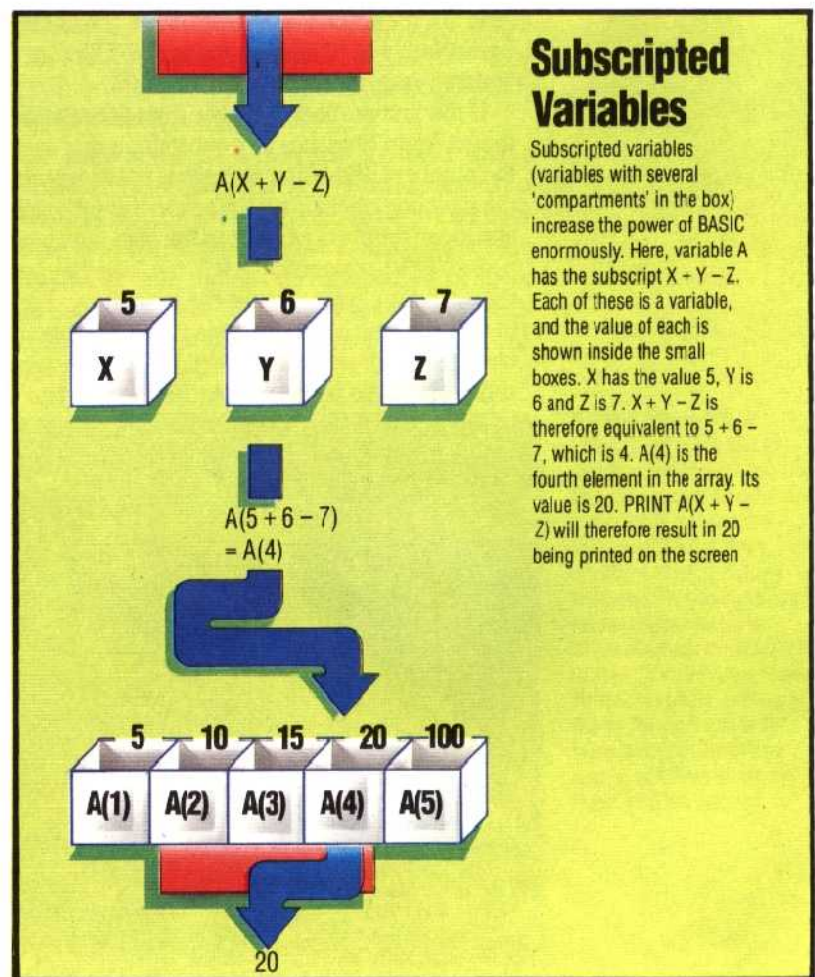 Subscripted
Variables
Subscripted variables
(variables with several
'compartments' in the box)
increase the power of BASIC
enormously. Here, variable A
has the subscript X + Y – Z.
Each of these is a variable,
and the value of each is
shown inside the small
boxes. X has the value 5, Y is
6 and Z is 7. X + Y – Z is
therefore equivalent to 5 + 6 –
7, which is 4. A(4) is the
fourth element in the array. Its
value is 20. PRINT A(X + Y –
Z) will therefore result in 20
being printed on the screen
A(X + Y – Z)
5 6 7
X Y Z
A(5 + 6 – 7)
= A(4)
5 10 15 20 100
A(1) A(2) A(3) A(4) A(5)
20